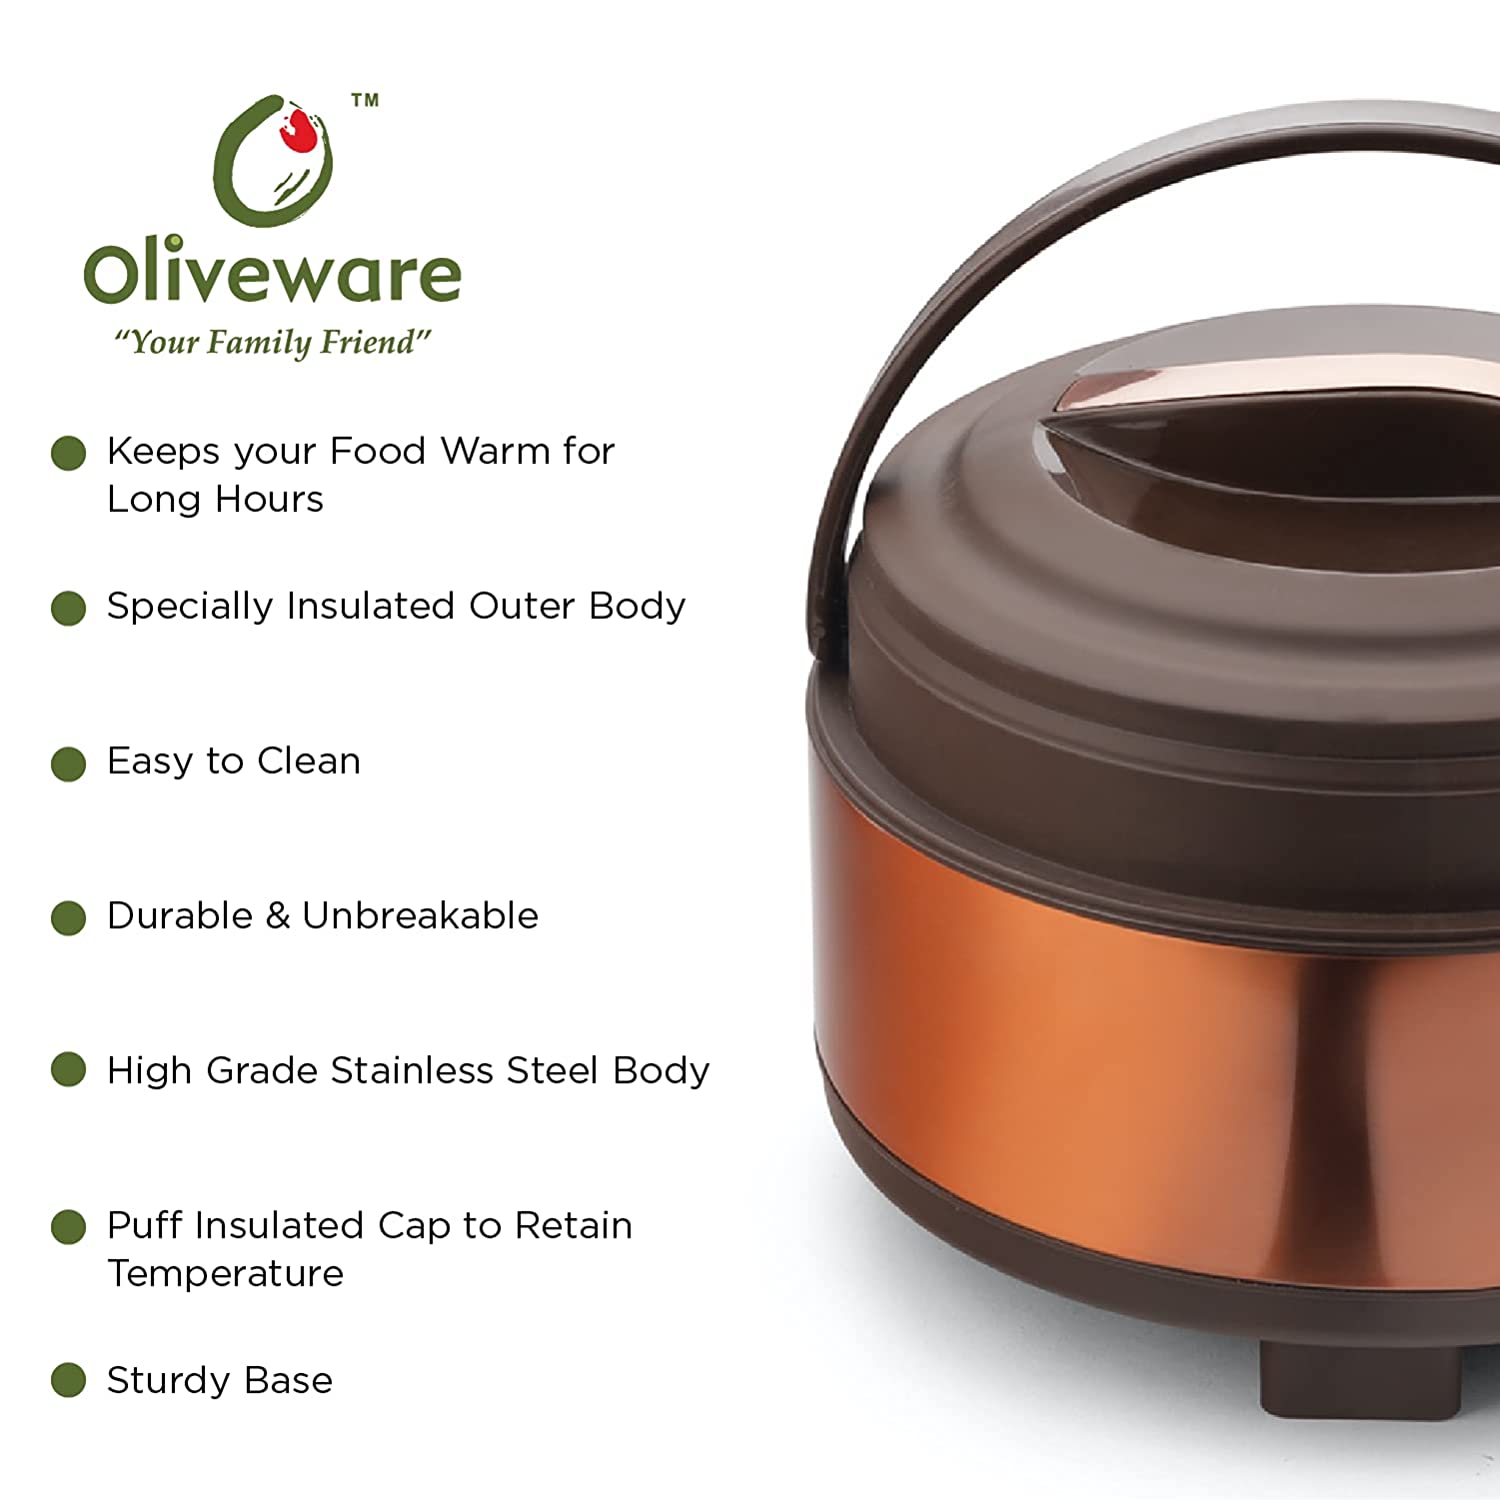 TM
Oliveware
“Your Family Friend”
Keeps your Food Warm for
Long Hours
Specially Insulated Outer Body
Easy to Clean
Durable & Unbreakable
High Grade Stainless Steel Body
Puff Insulated Cap to Retain
Temperature
Sturdy Base